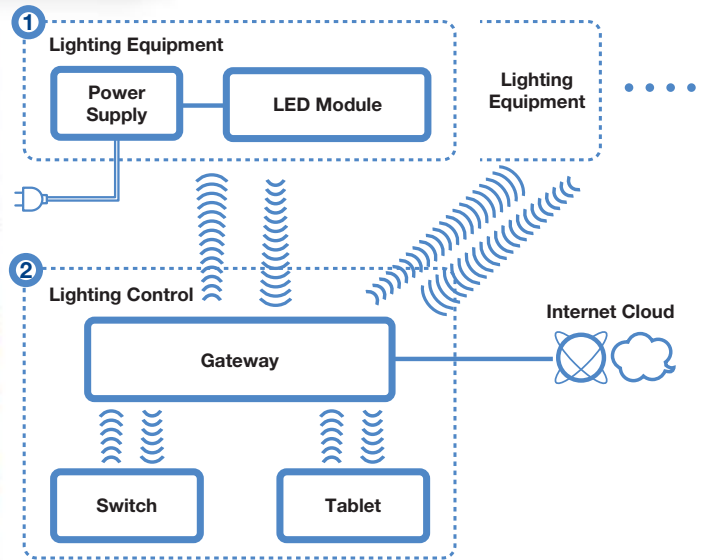 1
Lighting Equipment
Power
Supply
LED Module
Lighting
Equipment
2
Lighting Control
Internet Cloud
Gateway
Switch
Tablet